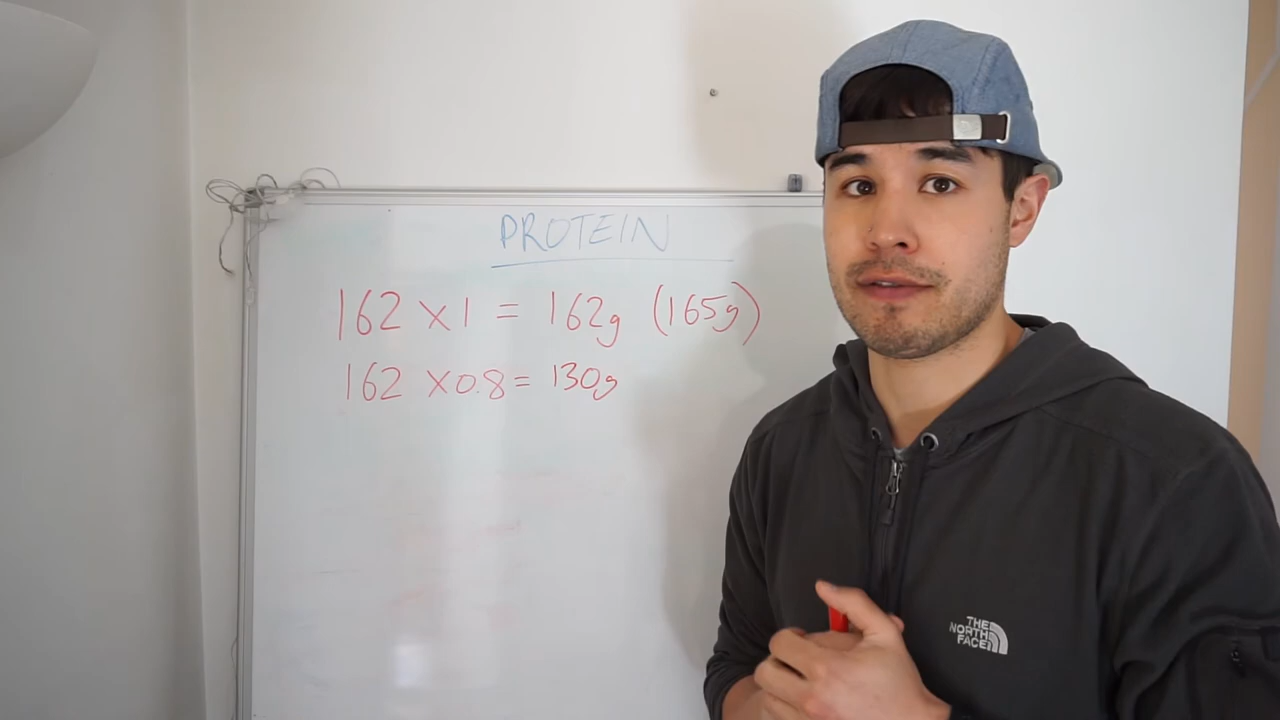 PROTEIN
162 x 1 = 162g (165g)
162 x 0.8 = 130g
THE
NORTH
FACE